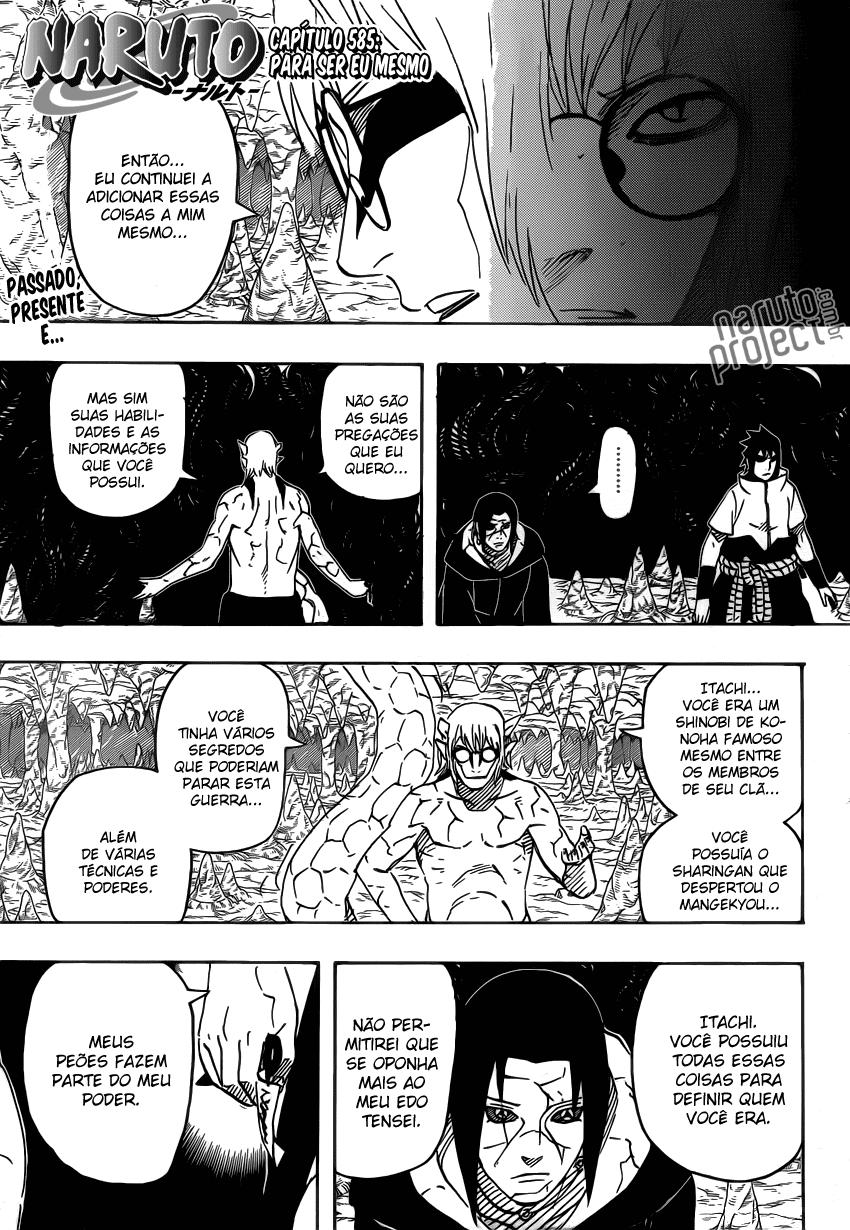 NARUTO
-ナルト-
CAPÍTULO 585:
PARA SER EU MESMO
ENTÃO...
EU CONTINUEI A
ADICIONAR ESSAS
COISAS A MIM
MESMO...
PASSADO,
PRESENTE
E...
naruto
project
.com.br
.........
NÃO SÃO
AS SUAS
PREGAÇÕES
QUE EU
QUERO...
MAS SIM
SUAS HABILI-
DADES E AS
INFORMAÇÕES
QUE VOCÊ
POSSUI.
ITACHI...
VOCÊ ERA UM
SHINOBI DE KO-
NOHA FAMOSO
MESMO ENTRE
OS MEMBROS
DE SEU CLÃ...
VOCÊ
POSSUÍA O
SHARINGAN QUE
DESPERTOU O
MANGEKYOU...
VOCÊ
TINHA VÁRIOS
SEGREDOS
QUE PODERIAM
PARAR ESTA
GUERRA...
ALÉM
DE VÁRIAS
TÉCNICAS E
PODERES.
ITACHI.
VOCÊ POSSUIU
TODAS ESSAS
COISAS PARA
DEFINIR QUEM
VOCÊ ERA.
NÃO PER-
MITIREI QUE
SE OPONHA
MAIS AO
MEU EDO
TENSEI.
MEUS
PEÕES FAZEM
PARTE DO MEU
PODER.